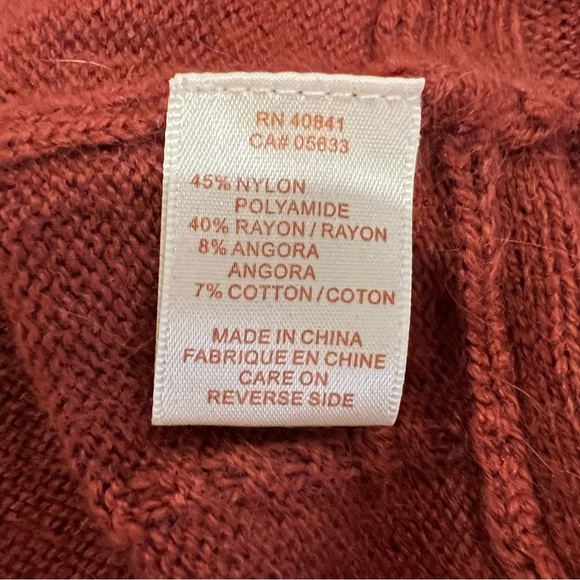 RN 40841
CA# 05633
45% NYLON
POLYAMIDE
40% RAYON / RAYON
8% ANGORA
ANGORA
7% COTTON / COTON
MADE IN CHINA
FABRIQUE EN CHINE
CARE ON
REVERSE SIDE